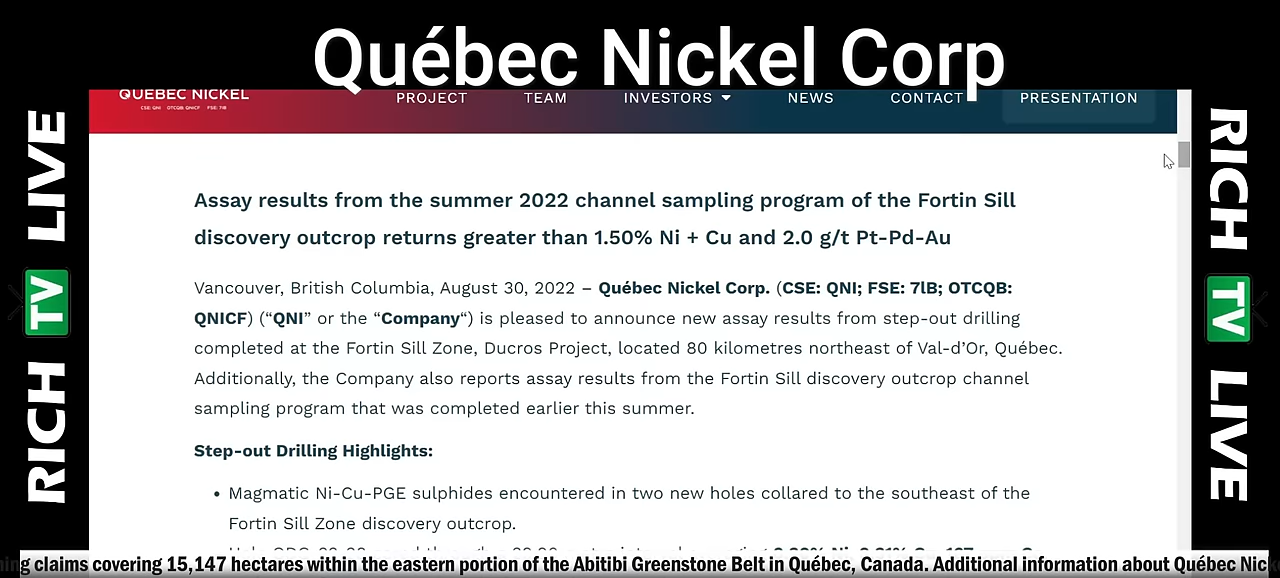 Québec Nickel Corp
QUÉBEC NICKEL
CSE: QNI OTCQB: QNICF FSE: 7lB
PROJECT TEAM INVESTORS NEWS CONTACT PRESENTATION
RICH TV LIVE
RICH TV LIVE
Assay results from the summer 2022 channel sampling program of the Fortin Sill
discovery outcrop returns greater than 1.50% Ni + Cu and 2.0 g/t Pt-Pd-Au
Vancouver, British Columbia, August 30, 2022 – Québec Nickel Corp. (CSE: QNI; FSE: 7lB; OTCQB:
QNICF) (“QNI” or the “Company“) is pleased to announce new assay results from step-out drilling
completed at the Fortin Sill Zone, Ducros Project, located 80 kilometres northeast of Val-d’Or, Québec.
Additionally, the Company also reports assay results from the Fortin Sill discovery outcrop channel
sampling program that was completed earlier this summer.
Step-out Drilling Highlights:
• Magmatic Ni-Cu-PGE sulphides encountered in two new holes collared to the southeast of the
Fortin Sill Zone discovery outcrop.
claims covering 15,147 hectares within the eastern portion of the Abitibi Greenstone Belt in Québec, Canada. Additional information about Québec Nic